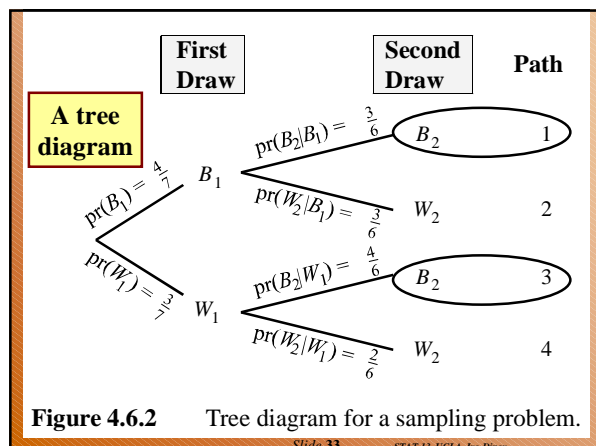 First
Draw
Second
Draw
Path
A tree
diagram
pr(B₁) = 4/7
pr(W₁) = 3/7
B₁
W₁
pr(B₂|B₁) = 3/6
pr(W₂|B₁) = 3/6
pr(B₂|W₁) = 4/6
pr(W₂|W₁) = 2/6
B₂ 1
W₂ 2
B₂ 3
W₂ 4
Figure 4.6.2 Tree diagram for a sampling problem.
Slide 33